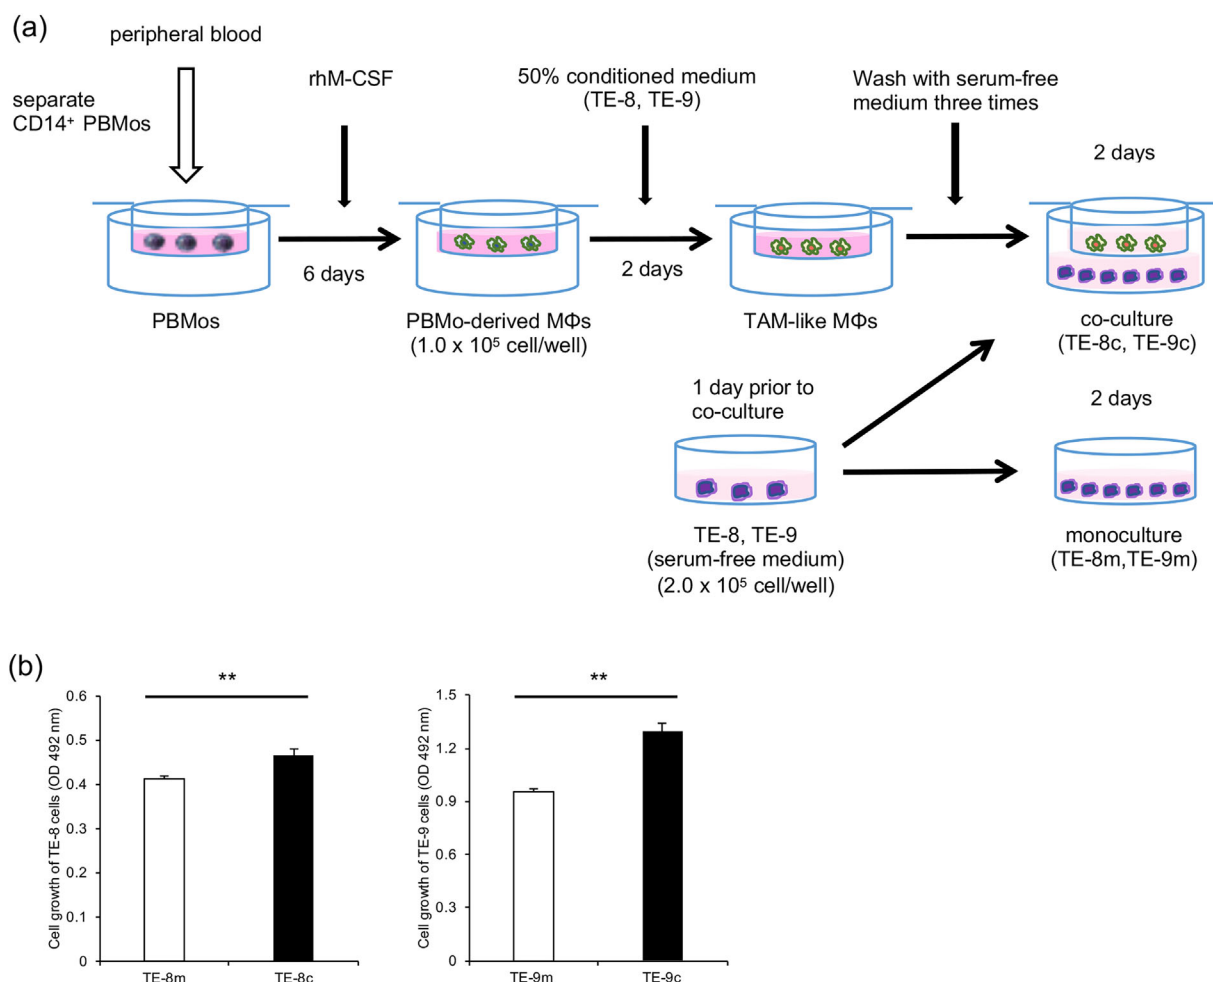 (a)
peripheral blood
separate
CD14⁺ PBMos
rhM-CSF
50% conditioned medium
(TE-8, TE-9)
Wash with serum-free
medium three times
2 days
6 days
2 days
PBMos
PBMo-derived MΦs
(1.0 x 10⁵ cell/well)
TAM-like MΦs
co-culture
(TE-8c, TE-9c)
1 day prior to
co-culture
2 days
TE-8, TE-9
(serum-free medium)
(2.0 x 10⁵ cell/well)
monoculture
(TE-8m,TE-9m)
(b)
Cell growth of TE-8 cells (OD 492 nm)
0.6
0.5
0.4
0.3
0.2
0.1
0
**
TE-8m
TE-8c
Cell growth of TE-9 cells (OD 492 nm)
1.5
1.2
0.9
0.6
0.3
0
**
TE-9m
TE-9c